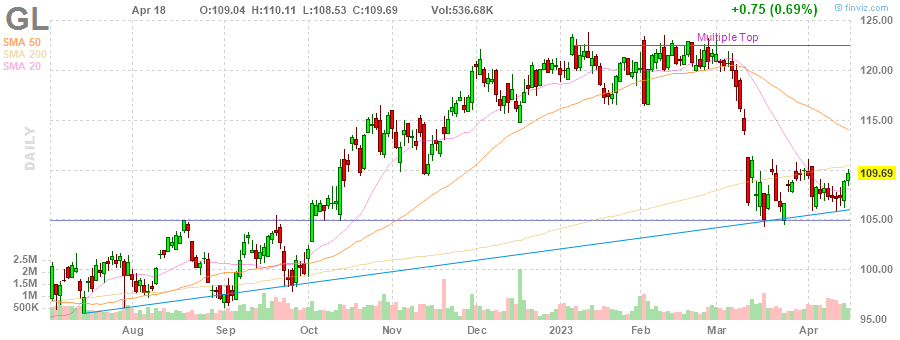 GL Apr 18 O:109.04 H:110.11 L:108.53 C:109.69 Vol:536.68K +0.75 (0.69%) © finviz.com
SMA 50
SMA 200
SMA 20
DAILY
Multiple Top
125.00
120.00
115.00
110.00
109.69
105.00
100.00
95.00
2.5M
2M
1.5M
1M
500K
Aug Sep Oct Nov Dec 2023 Feb Mar Apr